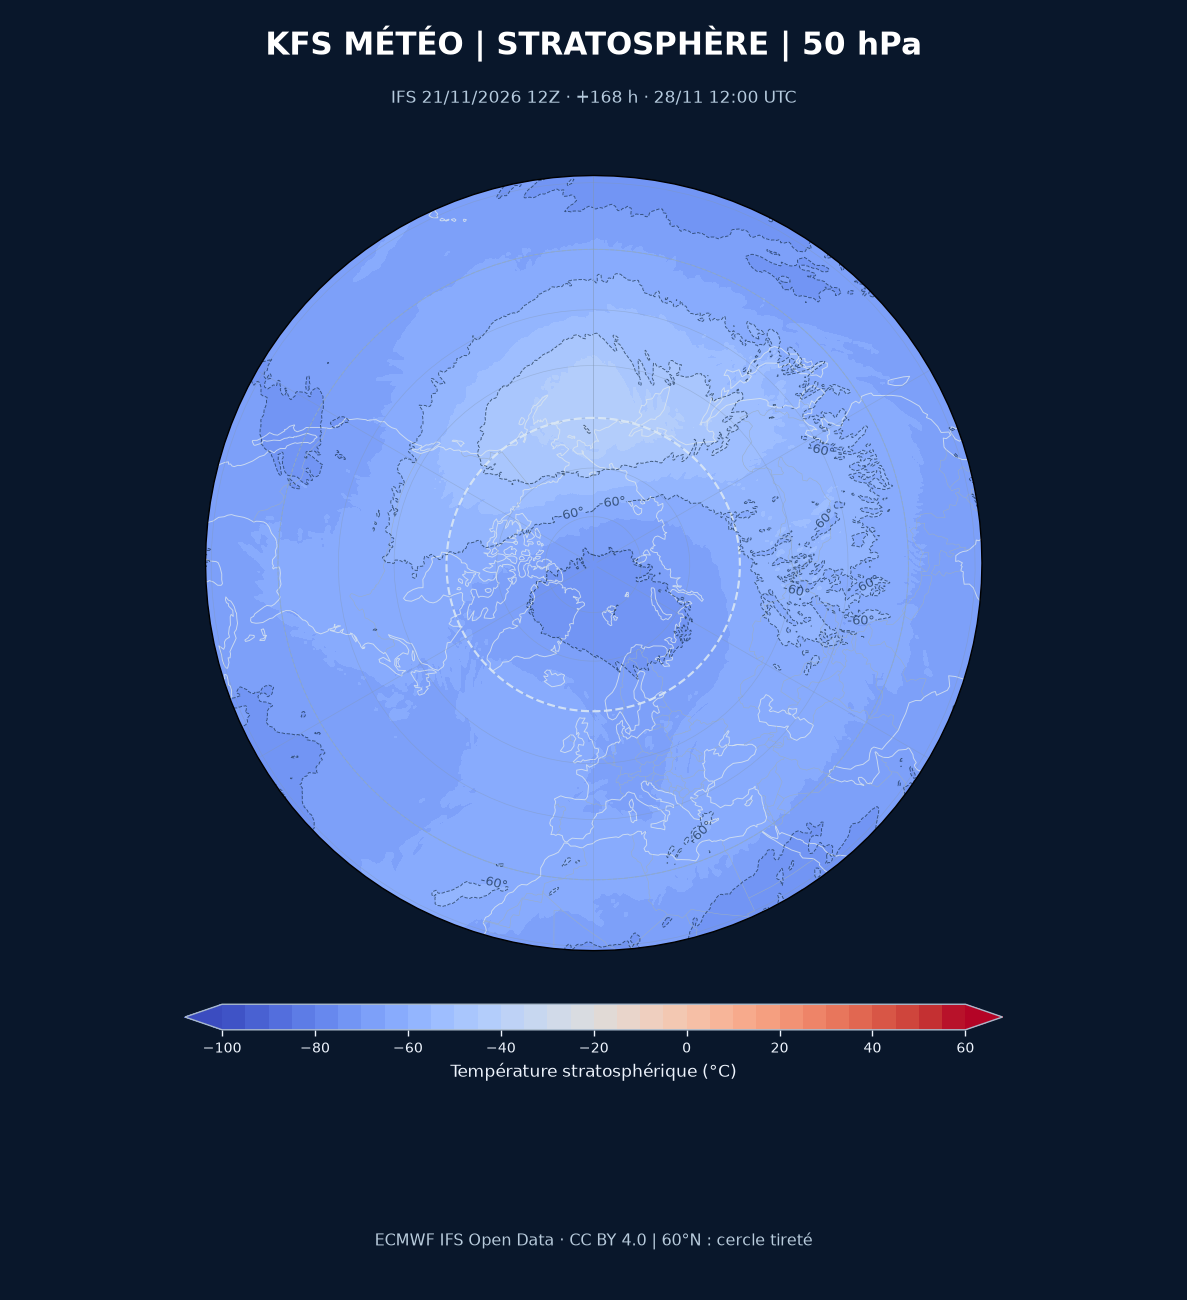 KFS MÉTÉO | STRATOSPHÈRE | 50 hPa
IFS 21/11/2026 12Z · +168 h · 28/11 12:00 UTC
-60°
-60°
-60°
-60°
-60°
-60°
-60°
-60°
-60°
−100 −80 −60 −40 −20 0 20 40 60
Température stratosphérique (°C)
ECMWF IFS Open Data · CC BY 4.0 | 60°N : cercle tireté